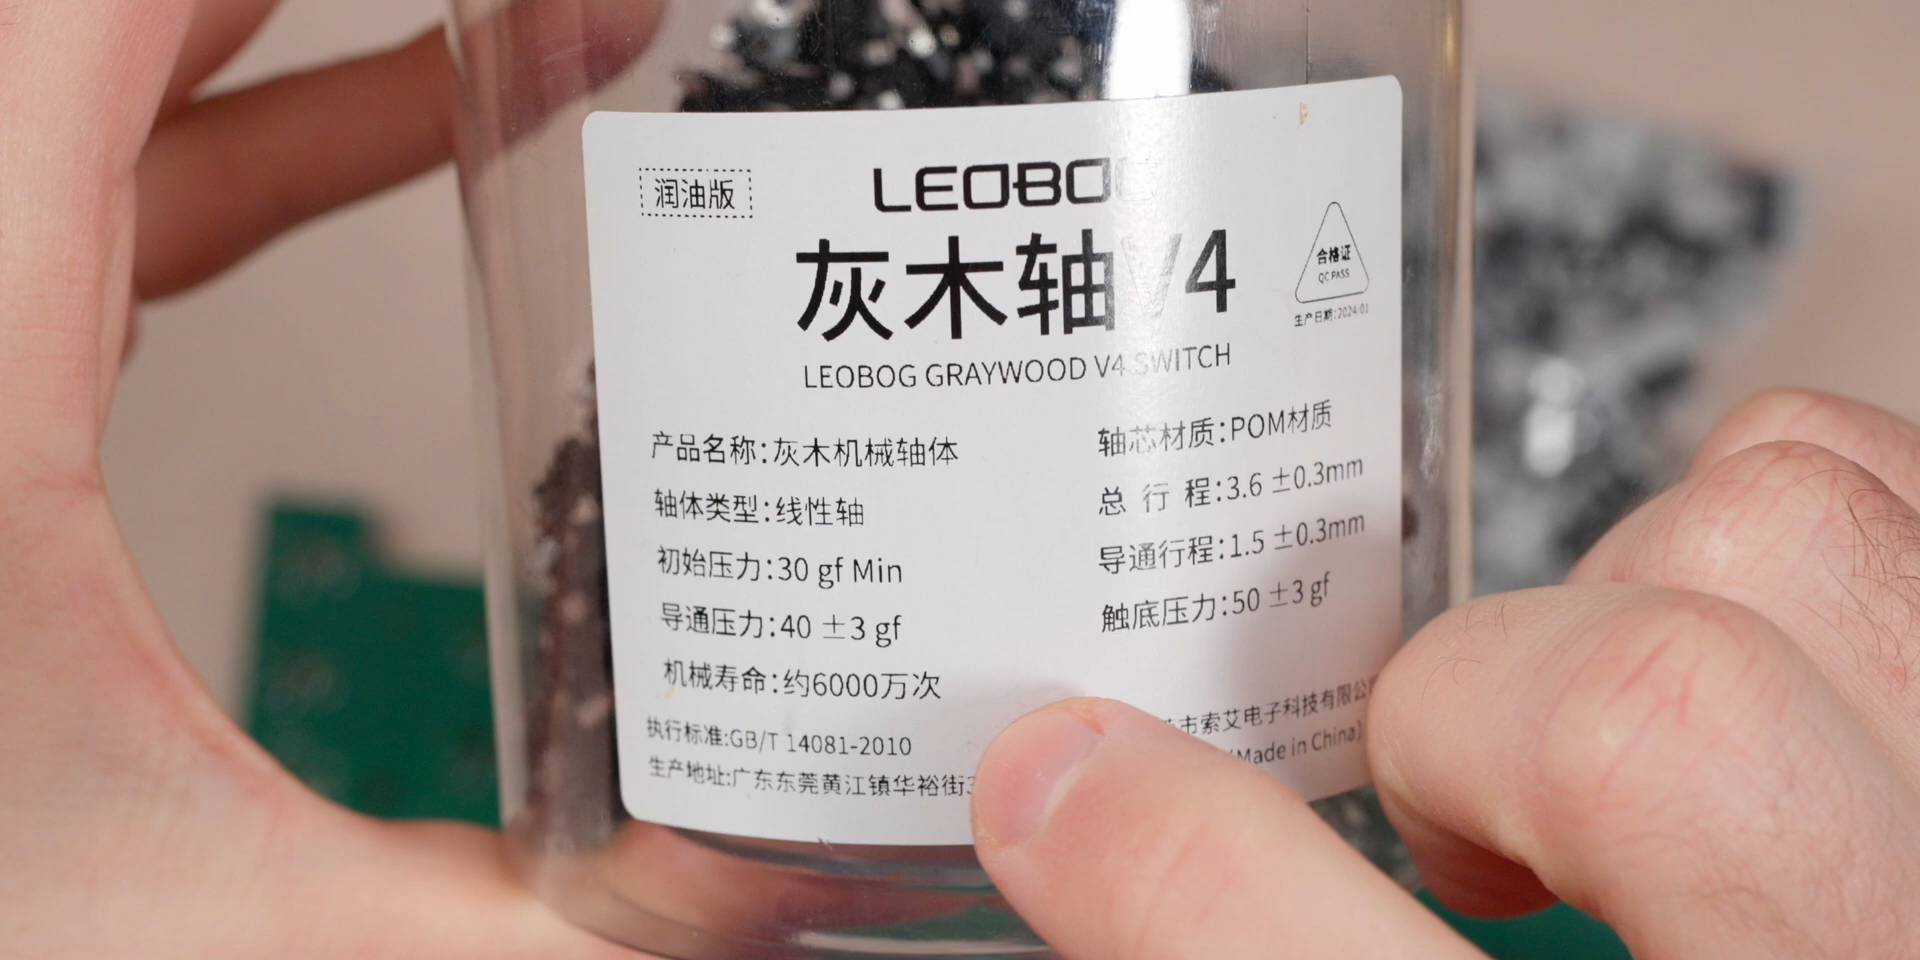 润油版
LEOBOG
灰木轴V4
LEOBOG GRAYWOOD V4 SWITCH
合格证
QC PASS
生产日期:2024/01
产品名称:灰木机械轴体
轴体类型:线性轴
初始压力:30 gf Min
导通压力:40 ±3 gf
机械寿命:约6000万次
轴芯材质:POM材质
总 行 程:3.6 ±0.3mm
导通行程:1.5 ±0.3mm
触底压力:50 ±3 gf
执行标准:GB/T 14081-2010
生产地址:广东东莞黄江镇华裕街
市索艾电子科技有限公
(Made in China)